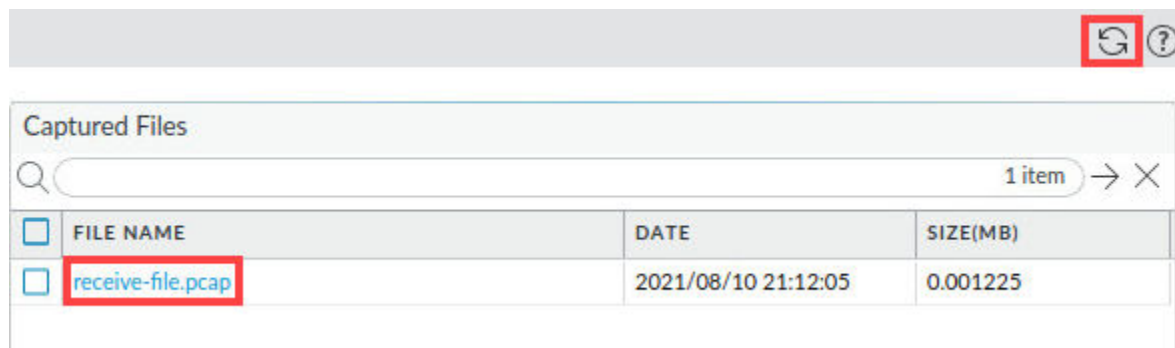 ?
Captured Files
1 item
FILE NAME DATE SIZE(MB)
receive-file.pcap 2021/08/10 21:12:05 0.001225